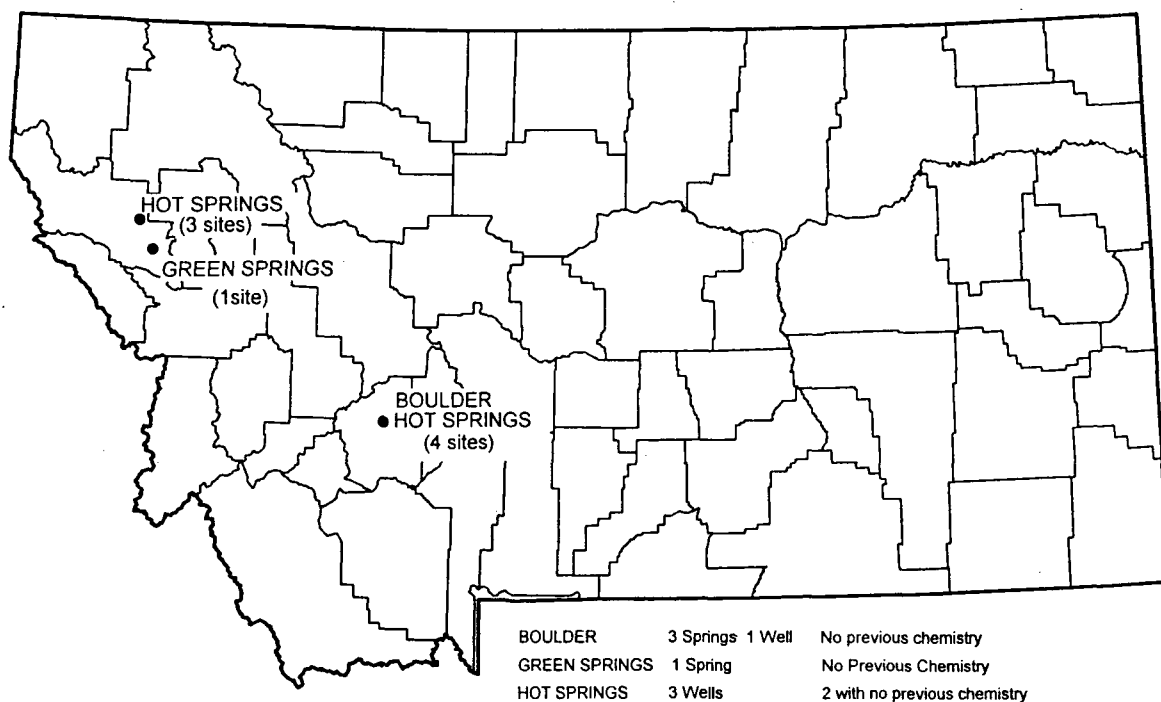 HOT SPRINGS
(3 sites)
GREEN SPRINGS
(1site)
BOULDER
HOT SPRINGS
(4 sites)
BOULDER 3 Springs 1 Well No previous chemistry
GREEN SPRINGS 1 Spring No Previous Chemistry
HOT SPRINGS 3 Wells 2 with no previous chemistry